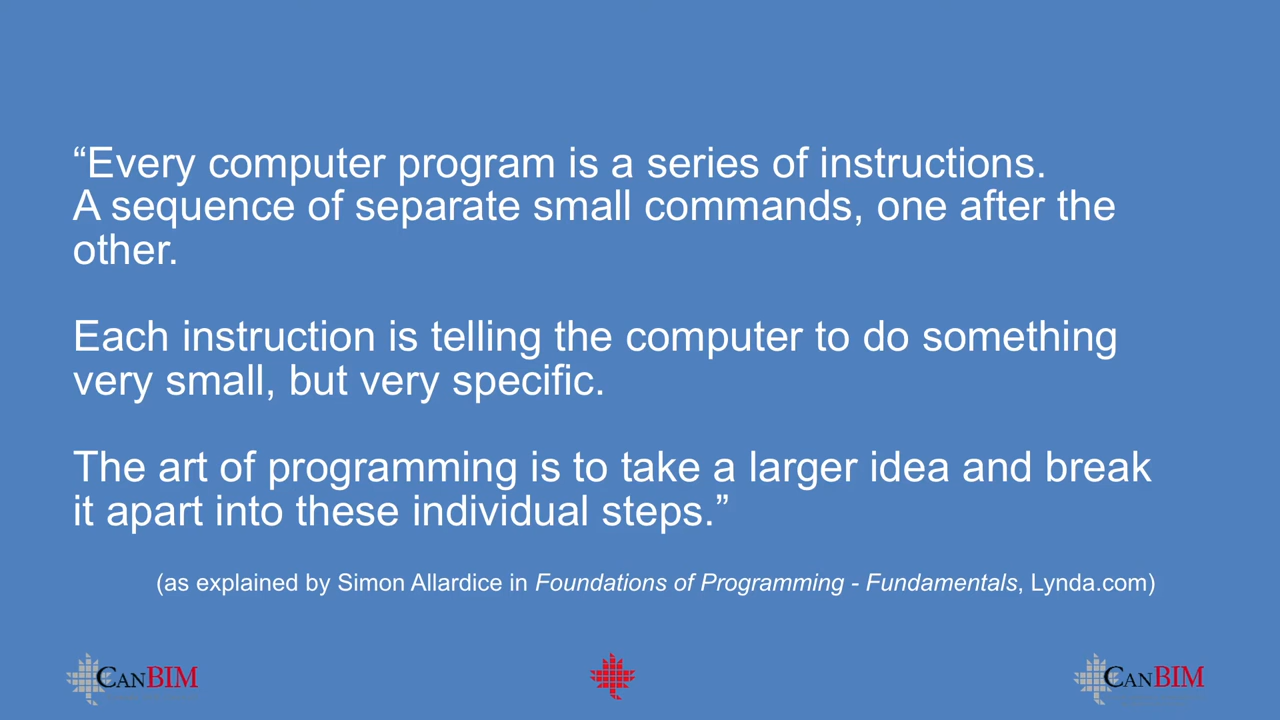 “Every computer program is a series of instructions.
A sequence of separate small commands, one after the
other.
Each instruction is telling the computer to do something
very small, but very specific.
The art of programming is to take a larger idea and break
it apart into these individual steps.”
(as explained by Simon Allardice in Foundations of Programming - Fundamentals, Lynda.com)
CANBIM
CANBIM